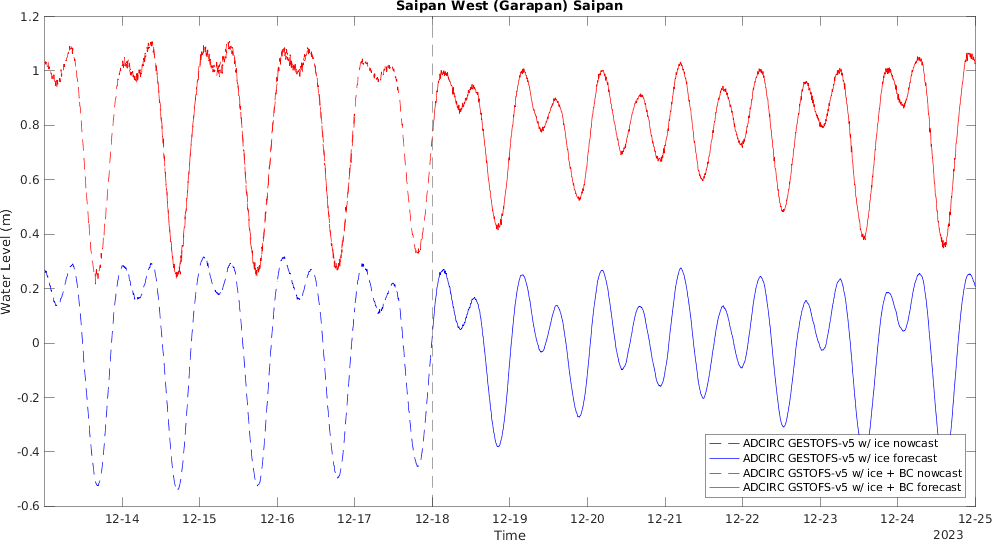 Saipan West (Garapan) Saipan
Water Level (m)
1.2
1
0.8
0.6
0.4
0.2
0
-0.2
-0.4
-0.6
ADCIRC GESTOFS-v5 w/ ice nowcast
ADCIRC GESTOFS-v5 w/ ice forecast
ADCIRC GSTOFS-v5 w/ ice + BC nowcast
ADCIRC GSTOFS-v5 w/ ice + BC forecast
12-14 12-15 12-16 12-17 12-18 12-19 12-20 12-21 12-22 12-23 12-24 12-25
Time
2023